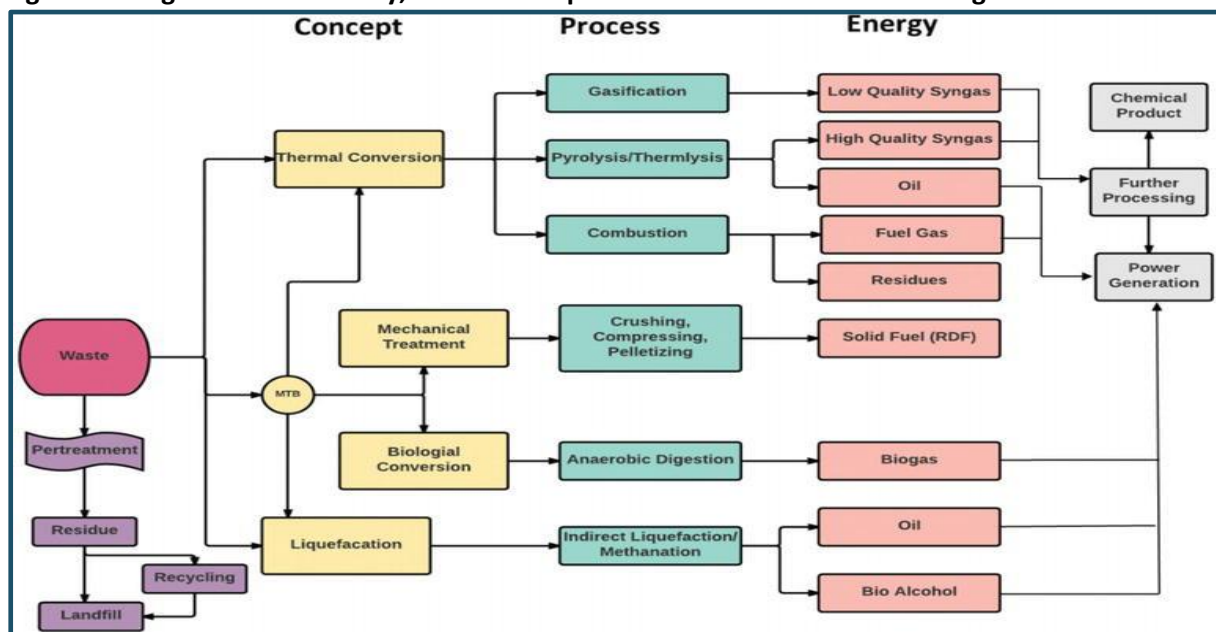 Concept
Process
Energy
Gasification
Low Quality Syngas
Chemical
Product
Thermal Conversion
Pyrolysis/Thermlysis
High Quality Syngas
Oil
Further
Processing
Combustion
Fuel Gas
Residues
Power
Generation
Waste
Mechanical
Treatment
Crushing,
Compressing,
Pelletizing
Solid Fuel (RDF)
MTB
Pertreatment
Biologial
Conversion
Anaerobic Digestion
Biogas
Residue
Liquefacation
Indirect Liquefaction/
Methanation
Oil
Recycling
Bio Alcohol
Landfill